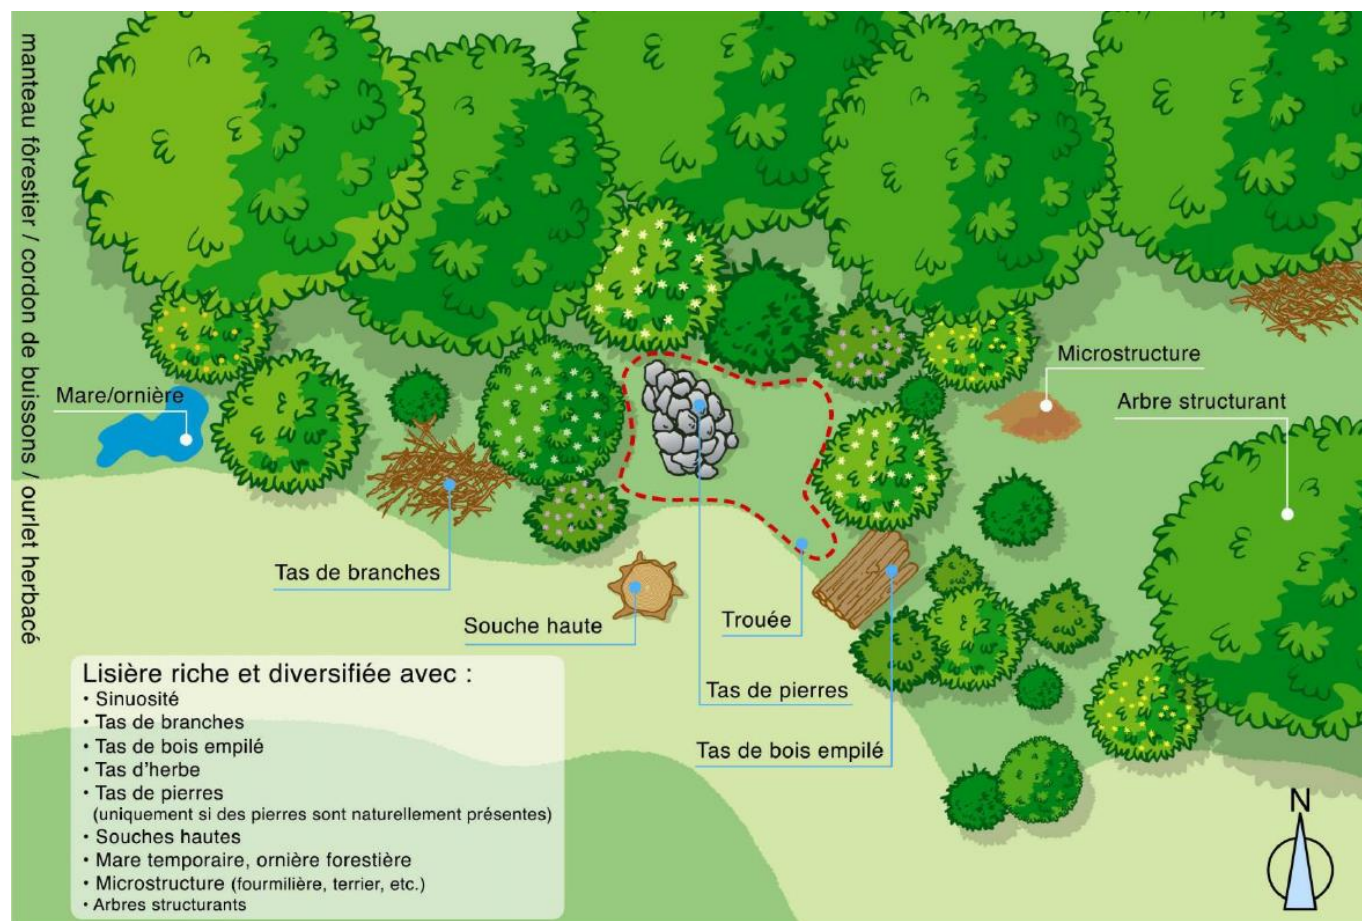 manteau fôrestier / cordon de buissons / ourlet herbacé
Mare/ornière
Microstructure
Arbre structurant
Tas de branches
Souche haute
Trouée
Tas de pierres
Tas de bois empilé
Lisière riche et diversifiée avec :
• Sinuosité
• Tas de branches
• Tas de bois empilé
• Tas d'herbe
• Tas de pierres
(uniquement si des pierres sont naturellement présentes)
• Souches hautes
• Mare temporaire, ornière forestière
• Microstructure (fourmilière, terrier, etc.)
• Arbres structurants
N